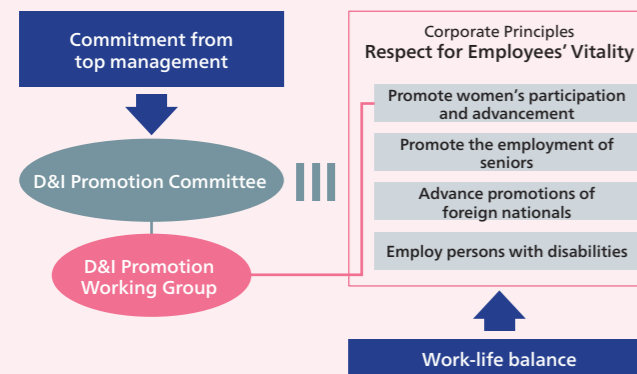 Commitment from
top management
D&I Promotion Committee
D&I Promotion
Working Group
Corporate Principles
Respect for Employees’ Vitality
Promote women’s participation
and advancement
Promote the employment of
seniors
Advance promotions of
foreign nationals
Employ persons with disabilities
Work-life balance